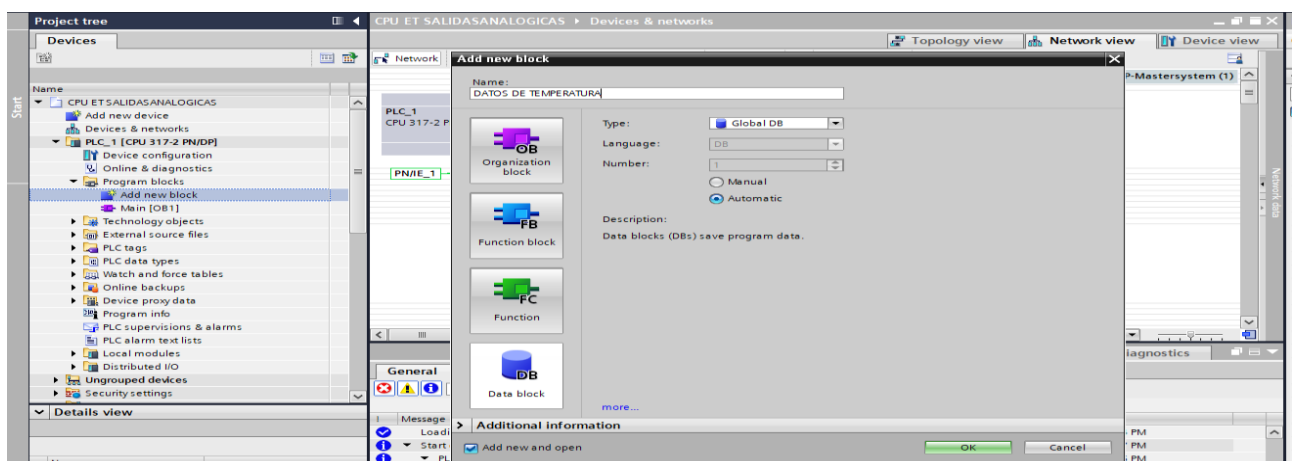 Project tree
CPU ET SALIDASANALOGICAS ▸ Devices & networks
Devices
Topology view
Network view
Device view
Network
Add new block
P-Mastersystem (1)
Name
Start
CPU ET SALIDASANALOGICAS
Add new device
Devices & networks
PLC_1 [CPU 317-2 PN/DP]
Device configuration
Online & diagnostics
Program blocks
Add new block
Main [OB1]
Technology objects
External source files
PLC tags
PLC data types
Watch and force tables
Online backups
Device proxy data
Program info
PLC supervisions & alarms
PLC alarm text lists
Local modules
Distributed I/O
Ungrouped devices
Security settings
Details view
PLC_1
CPU 317-2 P
PN/IE_1
Name:
DATOS DE TEMPERATURA
OB
Organization
block
FB
Function block
FC
Function
DB
Data block
Type:
Global DB
Language:
DB
Number:
1
Manual
Automatic
Description:
Data blocks (DBs) save program data.
more...
Additional information
Add new and open
OK
Cancel
Network data
iagnostics
General
Message
Loadi
Start
PL
PM
PM
PM